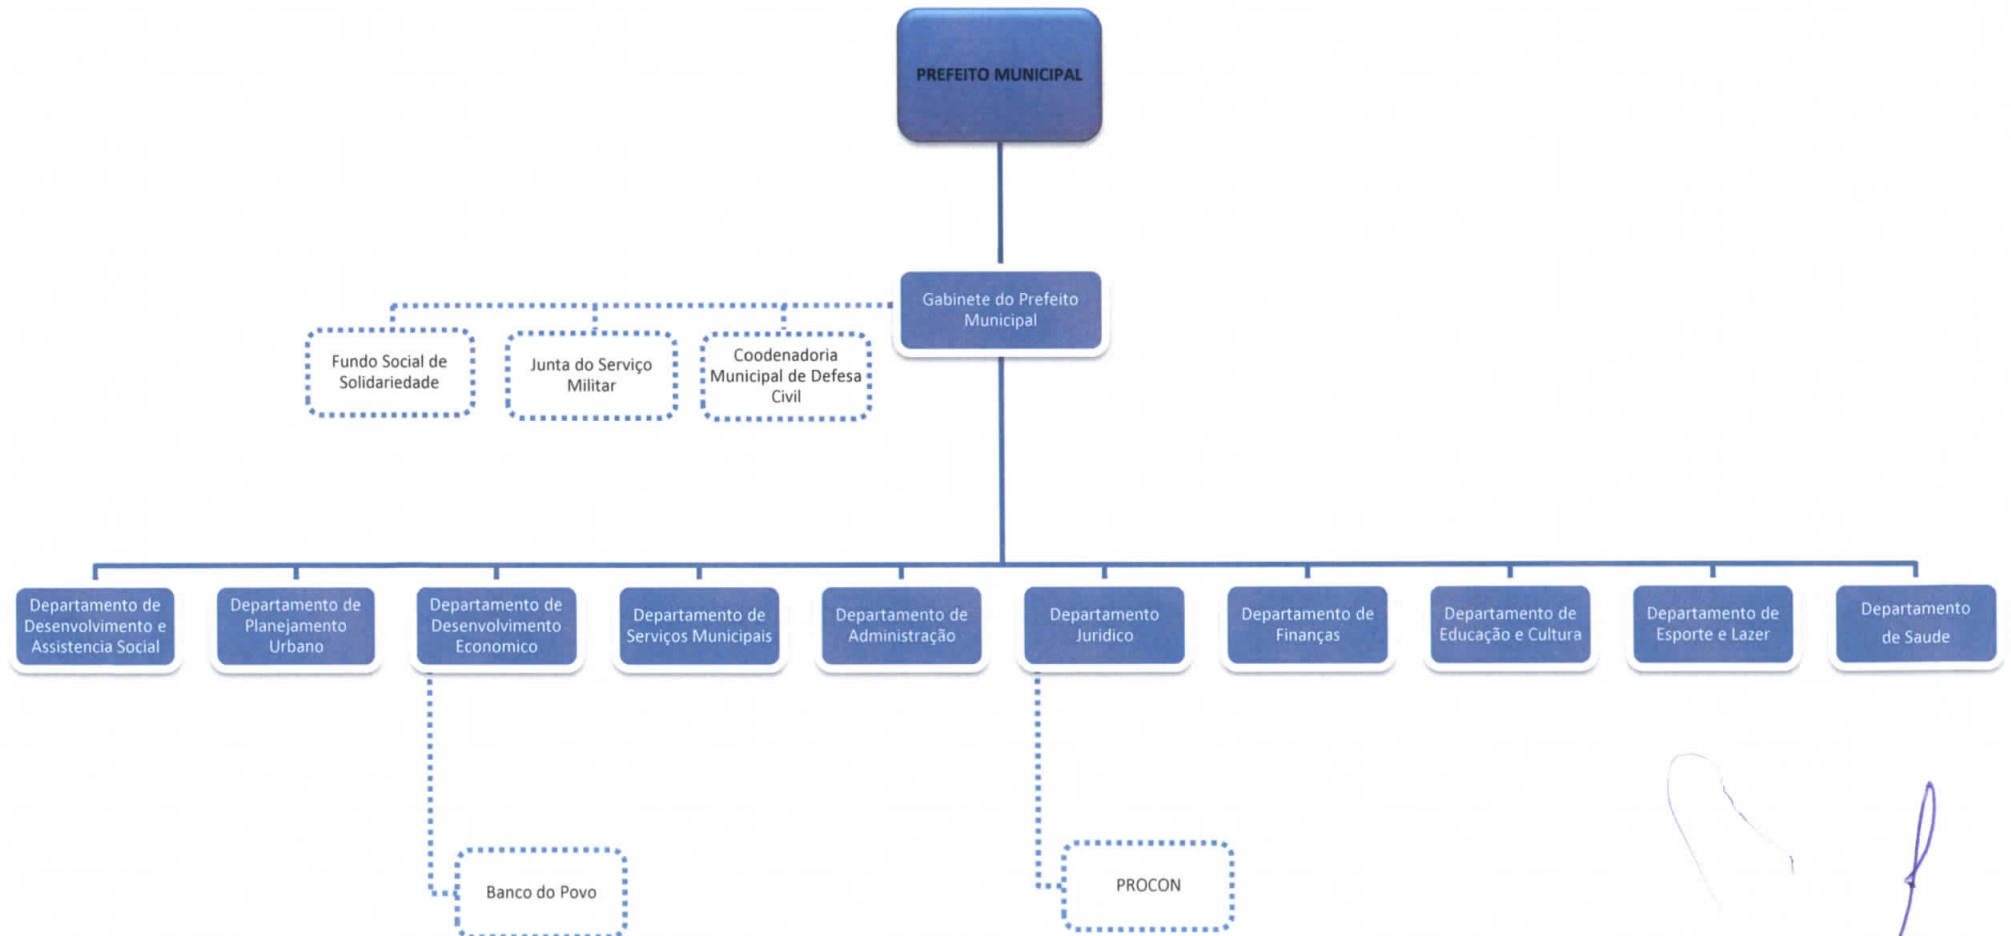 PREFEITO MUNICIPAL
Gabinete do Prefeito
Municipal
Fundo Social de
Solidariedade
Junta do Serviço
Militar
Coodenadoria
Municipal de Defesa
Civil
Departamento de
Desenvolvimento e
Assistencia Social
Departamento de
Planejamento
Urbano
Departamento de
Desenvolvimento
Economico
Departamento de
Serviços Municipais
Departamento de
Administração
Departamento
Juridico
Departamento de
Finanças
Departamento de
Educação e Cultura
Departamento de
Esporte e Lazer
Departamento
de Saude
Banco do Povo
PROCON